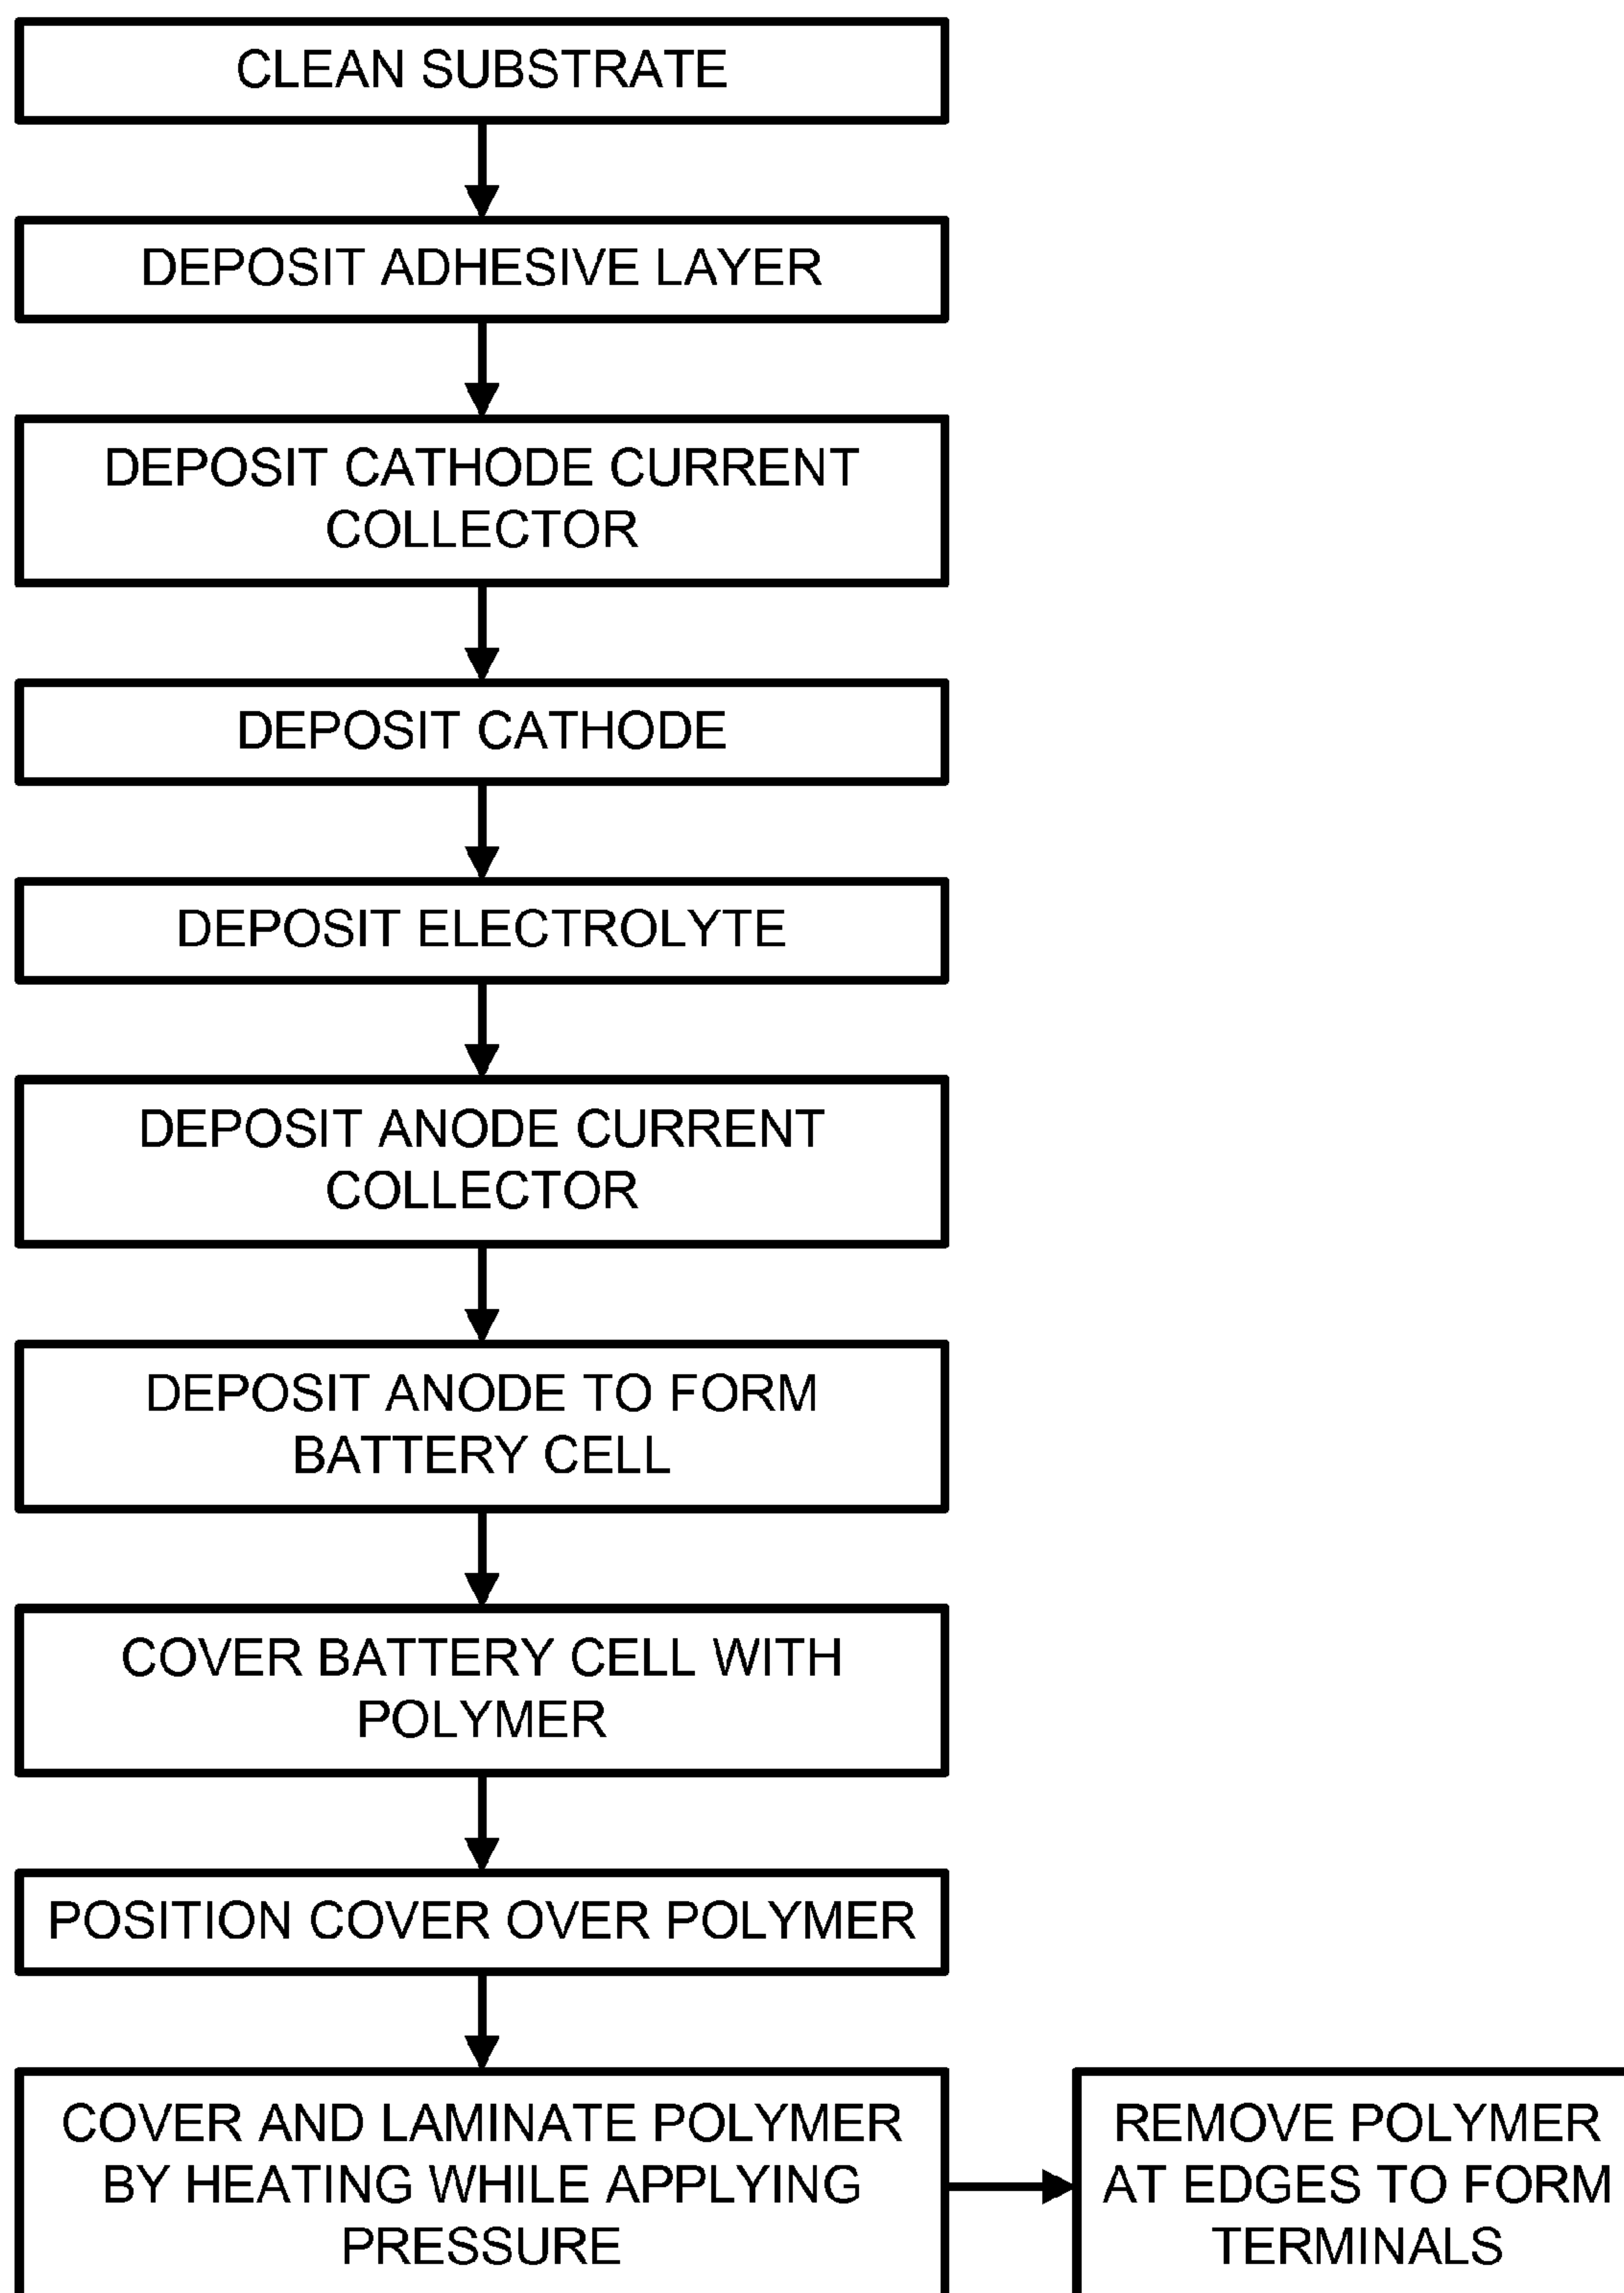 CLEAN SUBSTRATE
DEPOSIT ADHESIVE LAYER
DEPOSIT CATHODE CURRENT
COLLECTOR
DEPOSIT CATHODE
DEPOSIT ELECTROLYTE
DEPOSIT ANODE CURRENT
COLLECTOR
DEPOSIT ANODE TO FORM
BATTERY CELL
COVER BATTERY CELL WITH
POLYMER
POSITION COVER OVER POLYMER
COVER AND LAMINATE POLYMER
BY HEATING WHILE APPLYING
PRESSURE
REMOVE POLYMER
AT EDGES TO FORM
TERMINALS